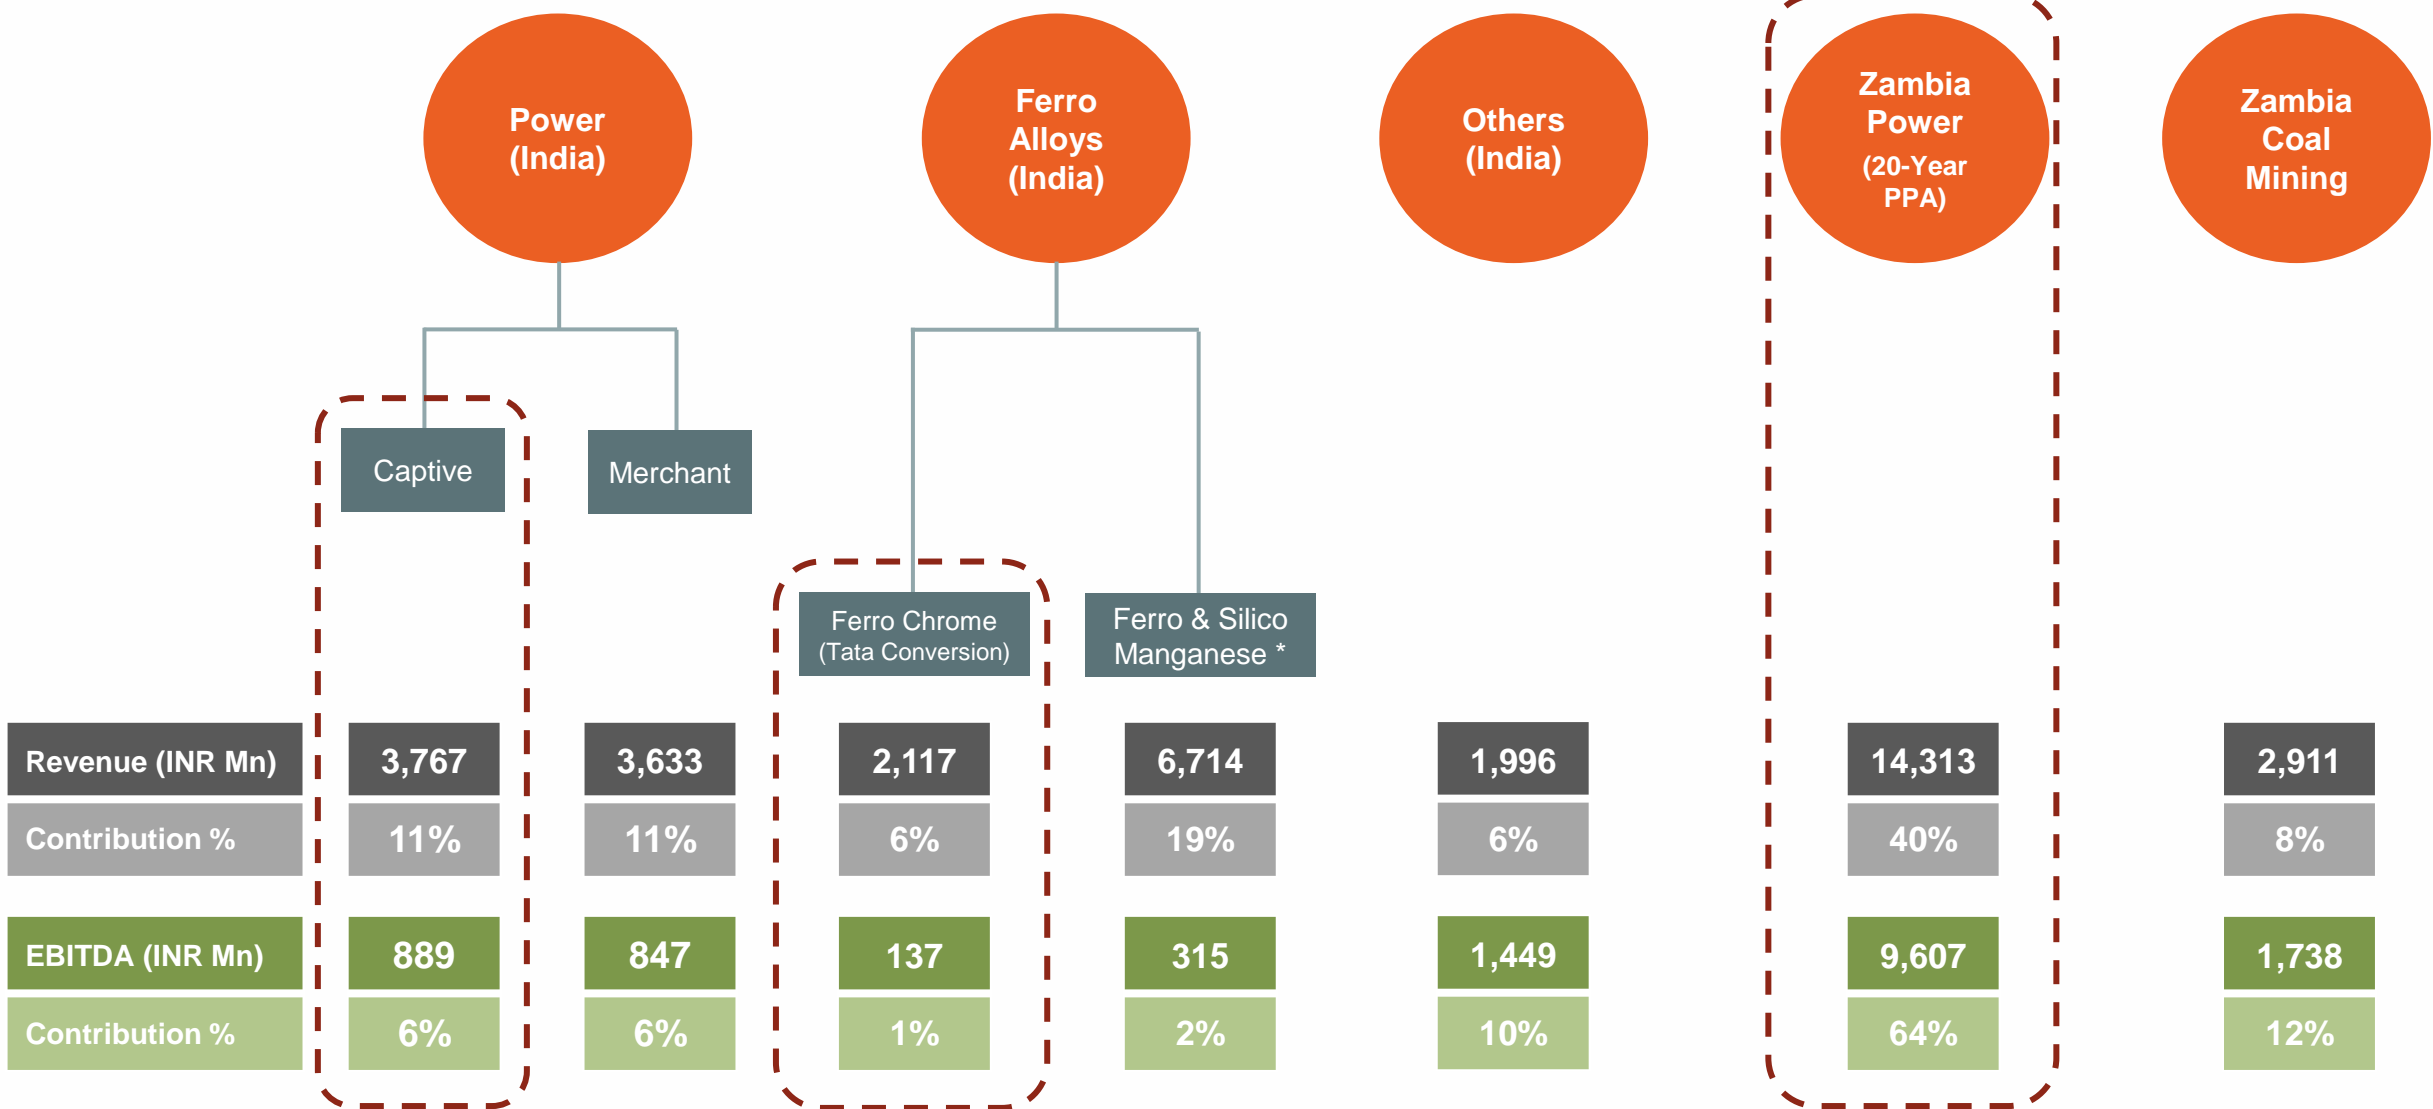 Power
(India)
Ferro
Alloys
(India)
Others
(India)
Zambia
Power
(20-Year
PPA)
Zambia
Coal
Mining
Captive
Merchant
Ferro Chrome
(Tata Conversion)
Ferro & Silico
Manganese *
Revenue (INR Mn) 3,767 3,633 2,117 6,714 1,996 14,313 2,911
Contribution % 11% 11% 6% 19% 6% 40% 8%
EBITDA (INR Mn) 889 847 137 315 1,449 9,607 1,738
Contribution % 6% 6% 1% 2% 10% 64% 12%